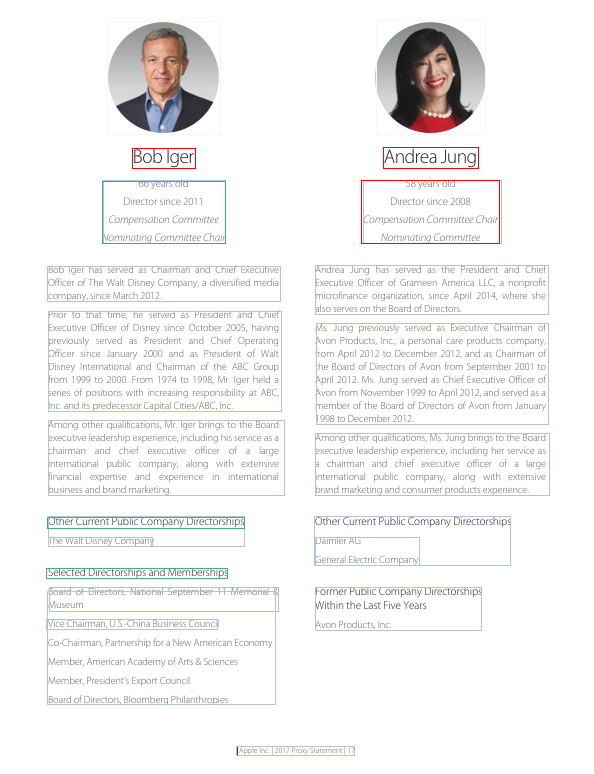 Bob Iger
66 years old
Director since 2011
Compensation Committee
Nominating Committee Chair
Bob Iger has served as Chairman and Chief Executive
Officer of The Walt Disney Company, a diversified media
company, since March 2012.
Prior to that time, he served as President and Chief
Executive Officer of Disney since October 2005, having
previously served as President and Chief Operating
Officer since January 2000 and as President of Walt
Disney International and Chairman of the ABC Group
from 1999 to 2000. From 1974 to 1998, Mr. Iger held a
series of positions with increasing responsibility at ABC,
Inc. and its predecessor Capital Cities/ABC, Inc.
Among other qualifications, Mr. Iger brings to the Board
executive leadership experience, including his service as a
chairman and chief executive officer of a large
international public company, along with extensive
financial expertise and experience in international
business and brand marketing.
Other Current Public Company Directorships
The Walt Disney Company
Selected Directorships and Memberships
Board of Directors, National September 11 Memorial &
Museum
Vice Chairman, U.S.-China Business Council
Co-Chairman, Partnership for a New American Economy
Member, American Academy of Arts & Sciences
Member, President's Export Council
Board of Directors, Bloomberg Philanthropies
Andrea Jung
58 years old
Director since 2008
Compensation Committee Chair
Nominating Committee
Andrea Jung has served as the President and Chief
Executive Officer of Grameen America LLC, a nonprofit
microfinance organization, since April 2014, where she
also serves on the Board of Directors.
Ms. Jung previously served as Executive Chairman of
Avon Products, Inc., a personal care products company,
from April 2012 to December 2012, and as Chairman of
the Board of Directors of Avon from September 2001 to
April 2012. Ms. Jung served as Chief Executive Officer of
Avon from November 1999 to April 2012, and served as a
member of the Board of Directors of Avon from January
1998 to December 2012.
Among other qualifications, Ms. Jung brings to the Board
executive leadership experience, including her service as
a chairman and chief executive officer of a large
international public company, along with extensive
brand marketing and consumer products experience.
Other Current Public Company Directorships
Daimler AG
General Electric Company
Former Public Company Directorships
Within the Last Five Years
Avon Products, Inc.
Apple Inc. | 2017 Proxy Statement | 17